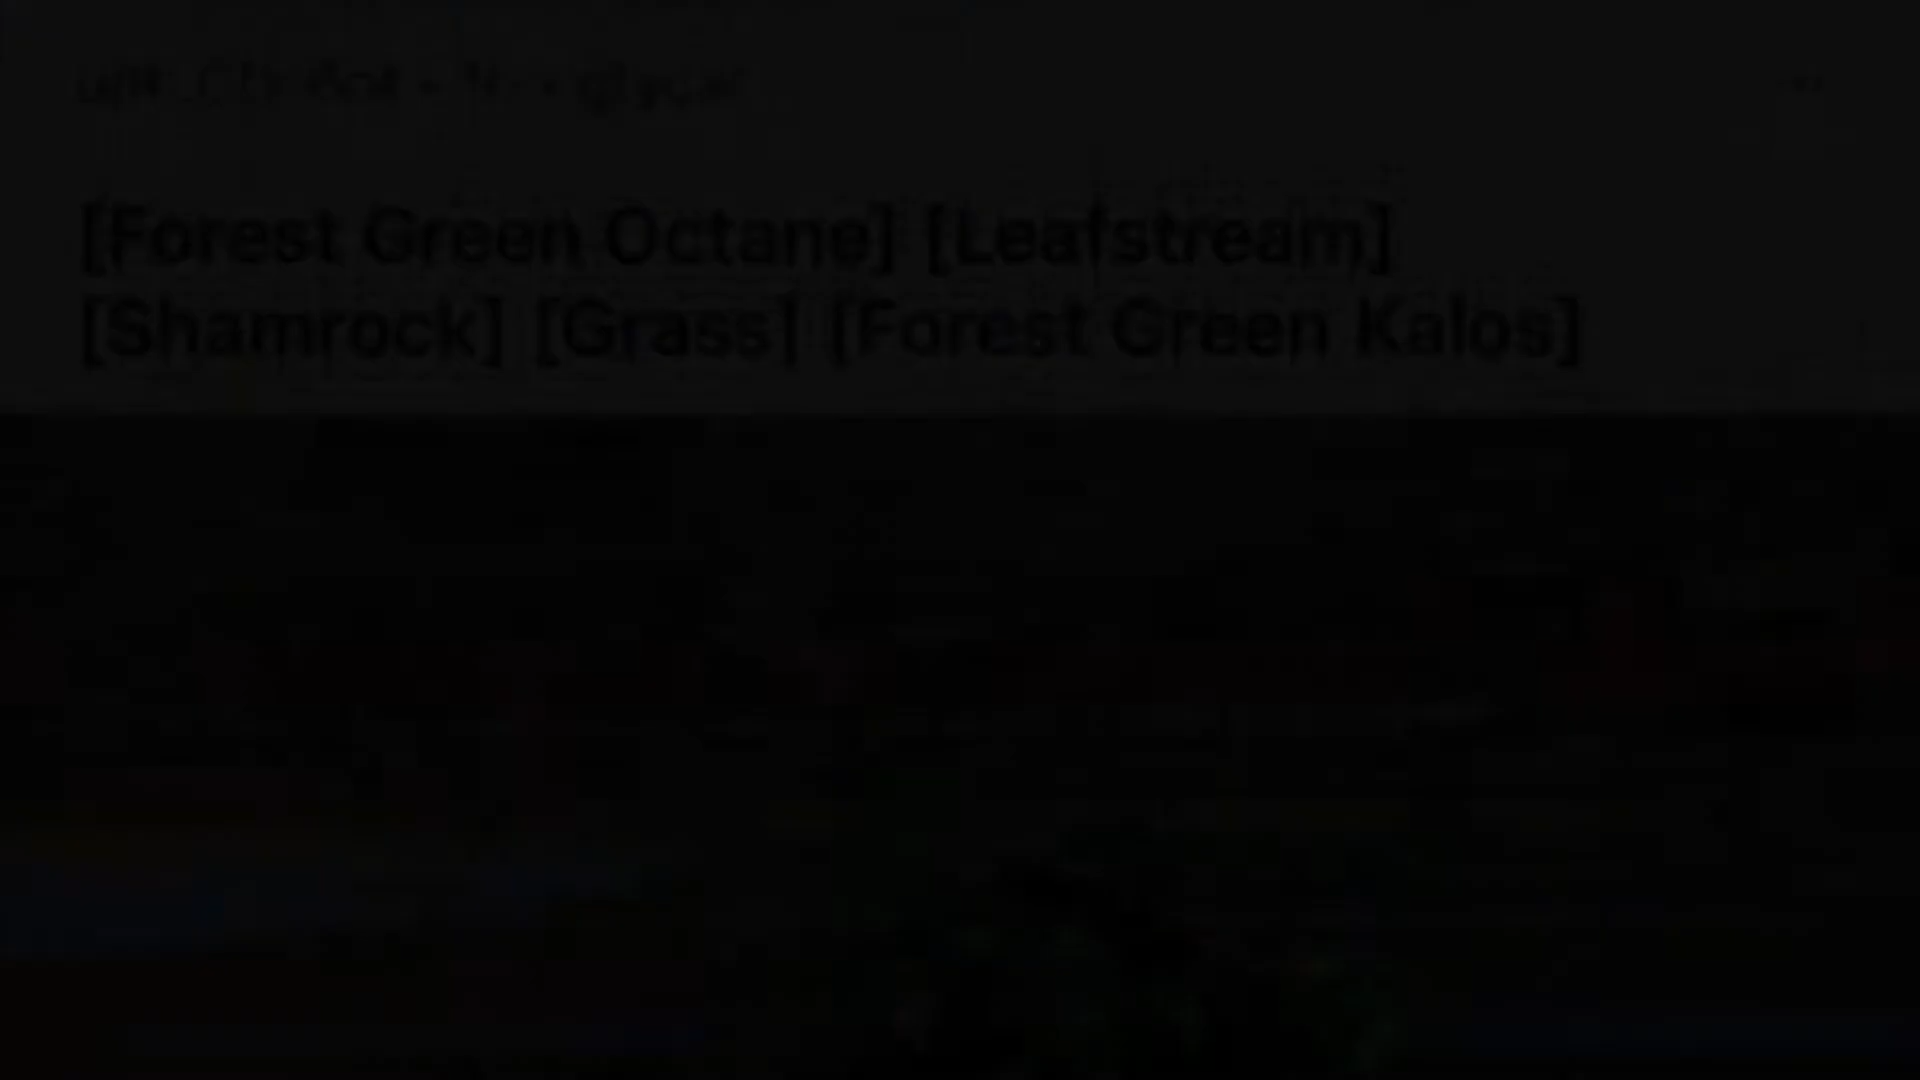 [Forest Green Octane] [Leafstream]
[Shamrock] [Grass] [Forest Green Kalos]